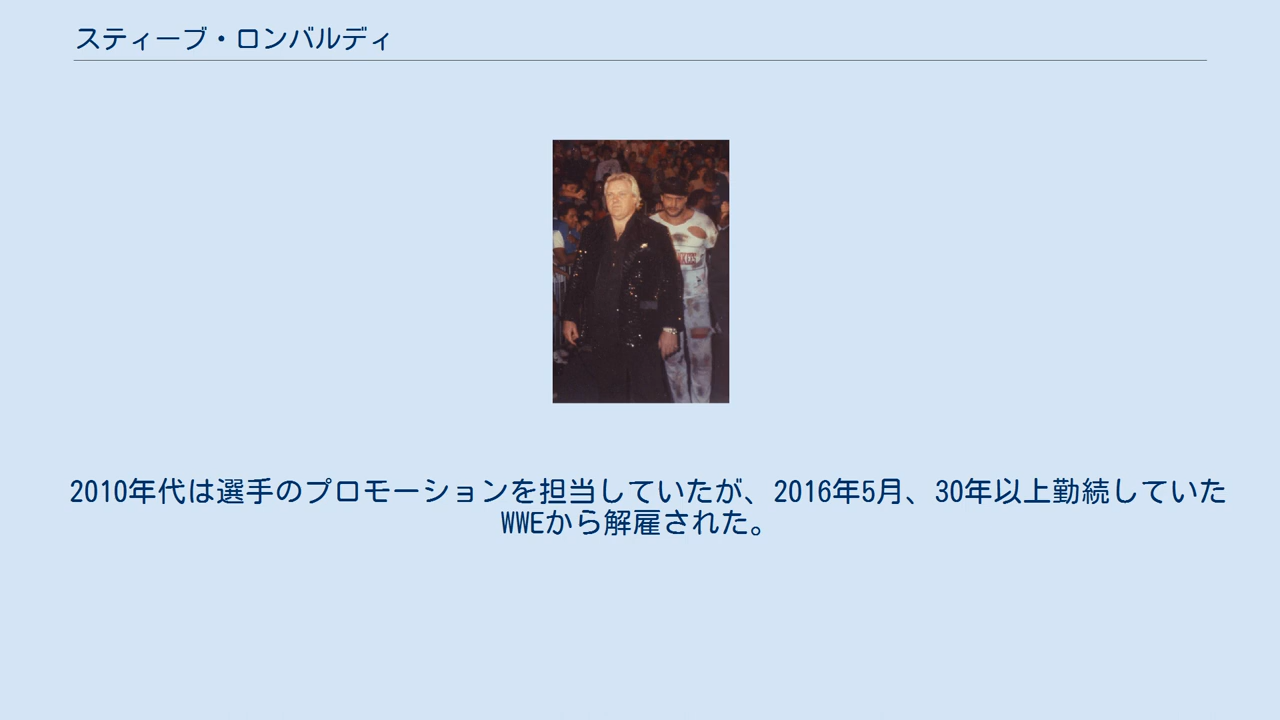 スティーブ・ロンバルディ
2010年代は選手のプロモーションを担当していたが、2016年5月、30年以上勤続していた
WWEから解雇された。